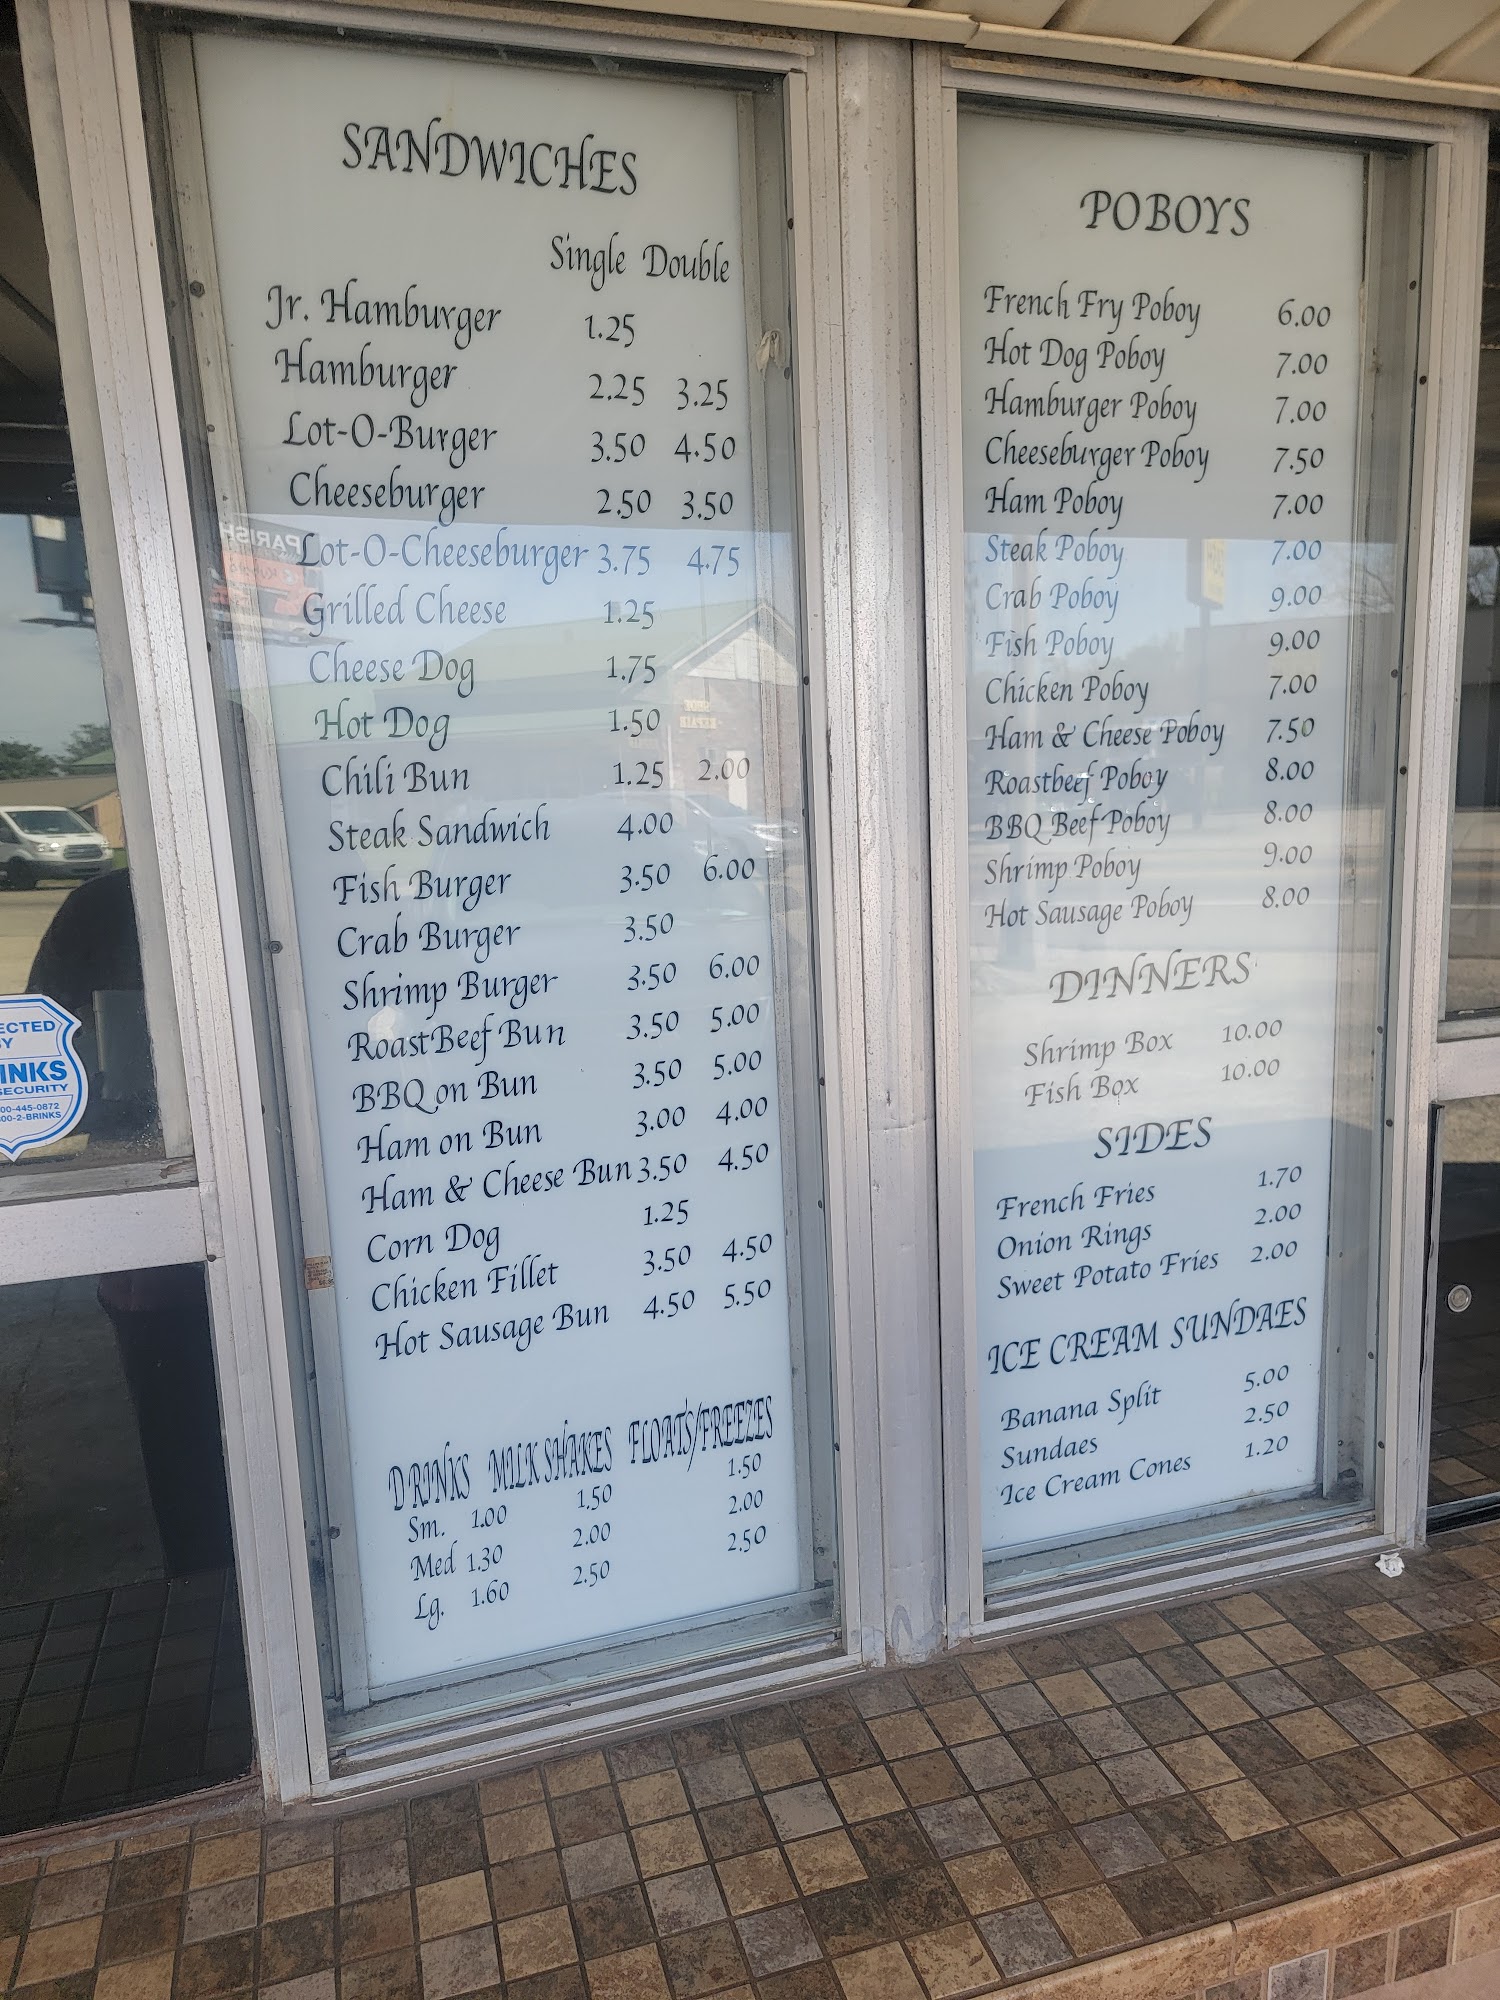 SANDWICHES
Single Double
Jr. Hamburger 1.25
Hamburger 2.25 3.25
Lot-O-Burger 3.50 4.50
Cheeseburger 2.50 3.50
Lot-O-Cheeseburger 3.75 4.75
Grilled Cheese 1.25
Cheese Dog 1.75
Hot Dog 1.50
Chili Bun 1.25 2.00
Steak Sandwich 4.00
Fish Burger 3.50 6.00
Crab Burger 3.50
Shrimp Burger 3.50 6.00
RoastBeef Bun 3.50 5.00
BBQ on Bun 3.50 5.00
Ham on Bun 3.00 4.00
Ham & Cheese Bun 3.50 4.50
Corn Dog 1.25
Chicken Fillet 3.50 4.50
Hot Sausage Bun 4.50 5.50
DRINKS MILKSHAKES FLOATS/FREEZES
Sm. 1.00 1.50 1.50
Med 1.30 2.00 2.00
Lg. 1.60 2.50 2.50
POBOYS
French Fry Poboy 6.00
Hot Dog Poboy 7.00
Hamburger Poboy 7.00
Cheeseburger Poboy 7.50
Ham Poboy 7.00
Steak Poboy 7.00
Crab Poboy 9.00
Fish Poboy 9.00
Chicken Poboy 7.00
Ham & Cheese Poboy 7.50
Roastbeef Poboy 8.00
BBQ Beef Poboy 8.00
Shrimp Poboy 9.00
Hot Sausage Poboy 8.00
DINNERS
Shrimp Box 10.00
Fish Box 10.00
SIDES
French Fries 1.70
Onion Rings 2.00
Sweet Potato Fries 2.00
ICE CREAM SUNDAES
Banana Split 5.00
Sundaes 2.50
Ice Cream Cones 1.20
ECTED
BY
INKS
SECURITY
00-445-0872
00-2-BRINKS